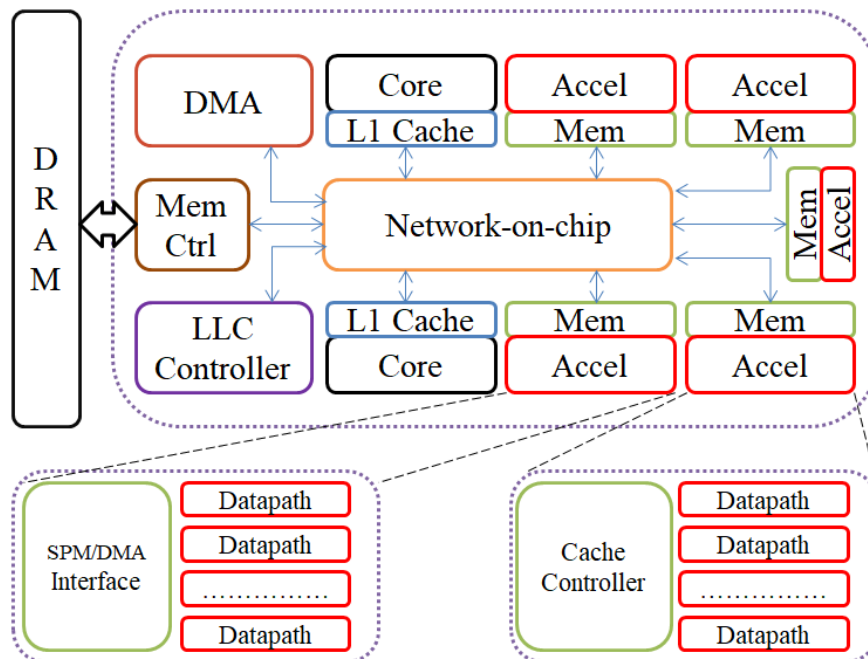 D
R
A
M
DMA
Core
L1 Cache
Accel
Mem
Accel
Mem
Mem
Ctrl
Network-on-chip
Mem
Accel
LLC
Controller
L1 Cache
Core
Mem
Accel
Mem
Accel
SPM/DMA
Interface
Datapath
Datapath
……………
Datapath
Cache
Controller
Datapath
Datapath
……………
Datapath